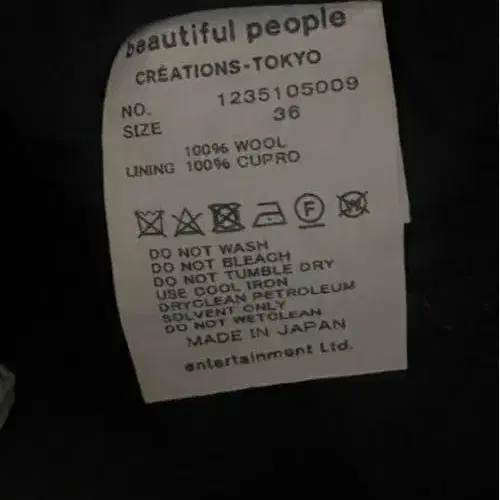 beautiful people
CRÉATIONS-TOKYO
NO. 1235105009
SIZE 36
100% WOOL
LINING 100% CUPRO
F W
DO NOT WASH
DO NOT BLEACH
DO NOT TUMBLE DRY
USE COOL IRON
DRYCLEAN PETROLEUM
SOLVENT ONLY
DO NOT WETCLEAN
MADE IN JAPAN
entertainment Ltd.